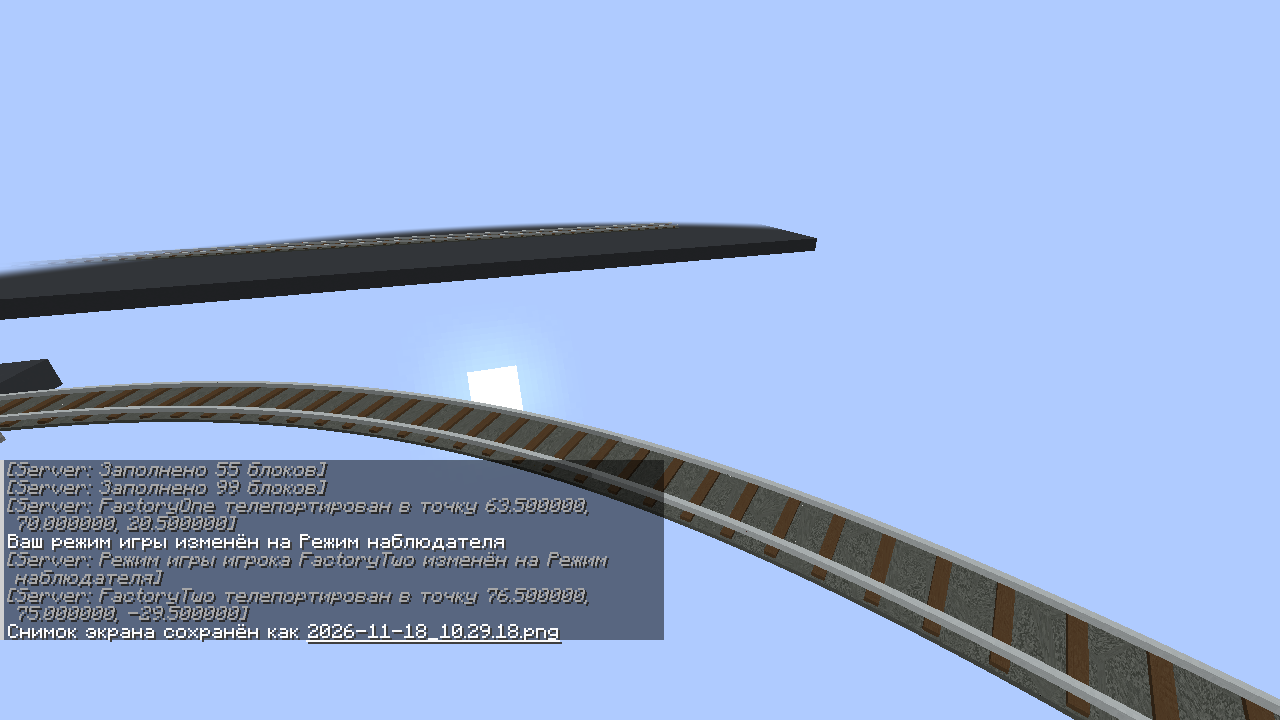 [Server: Заполнено 55 блоков]
[Server: Заполнено 99 блоков]
[Server: FactoryOne телепортирован в точку 63.500000,
70.000000, 20.500000]
Ваш режим игры изменён на Режим наблюдателя
[Server: Режим игры игрока FactoryTwo изменён на Режим
наблюдателя]
[Server: FactoryTwo телепортирован в точку 76.500000,
75.000000, -29.500000]
Снимок экрана сохранён как 2026-11-18_10.29.18.png